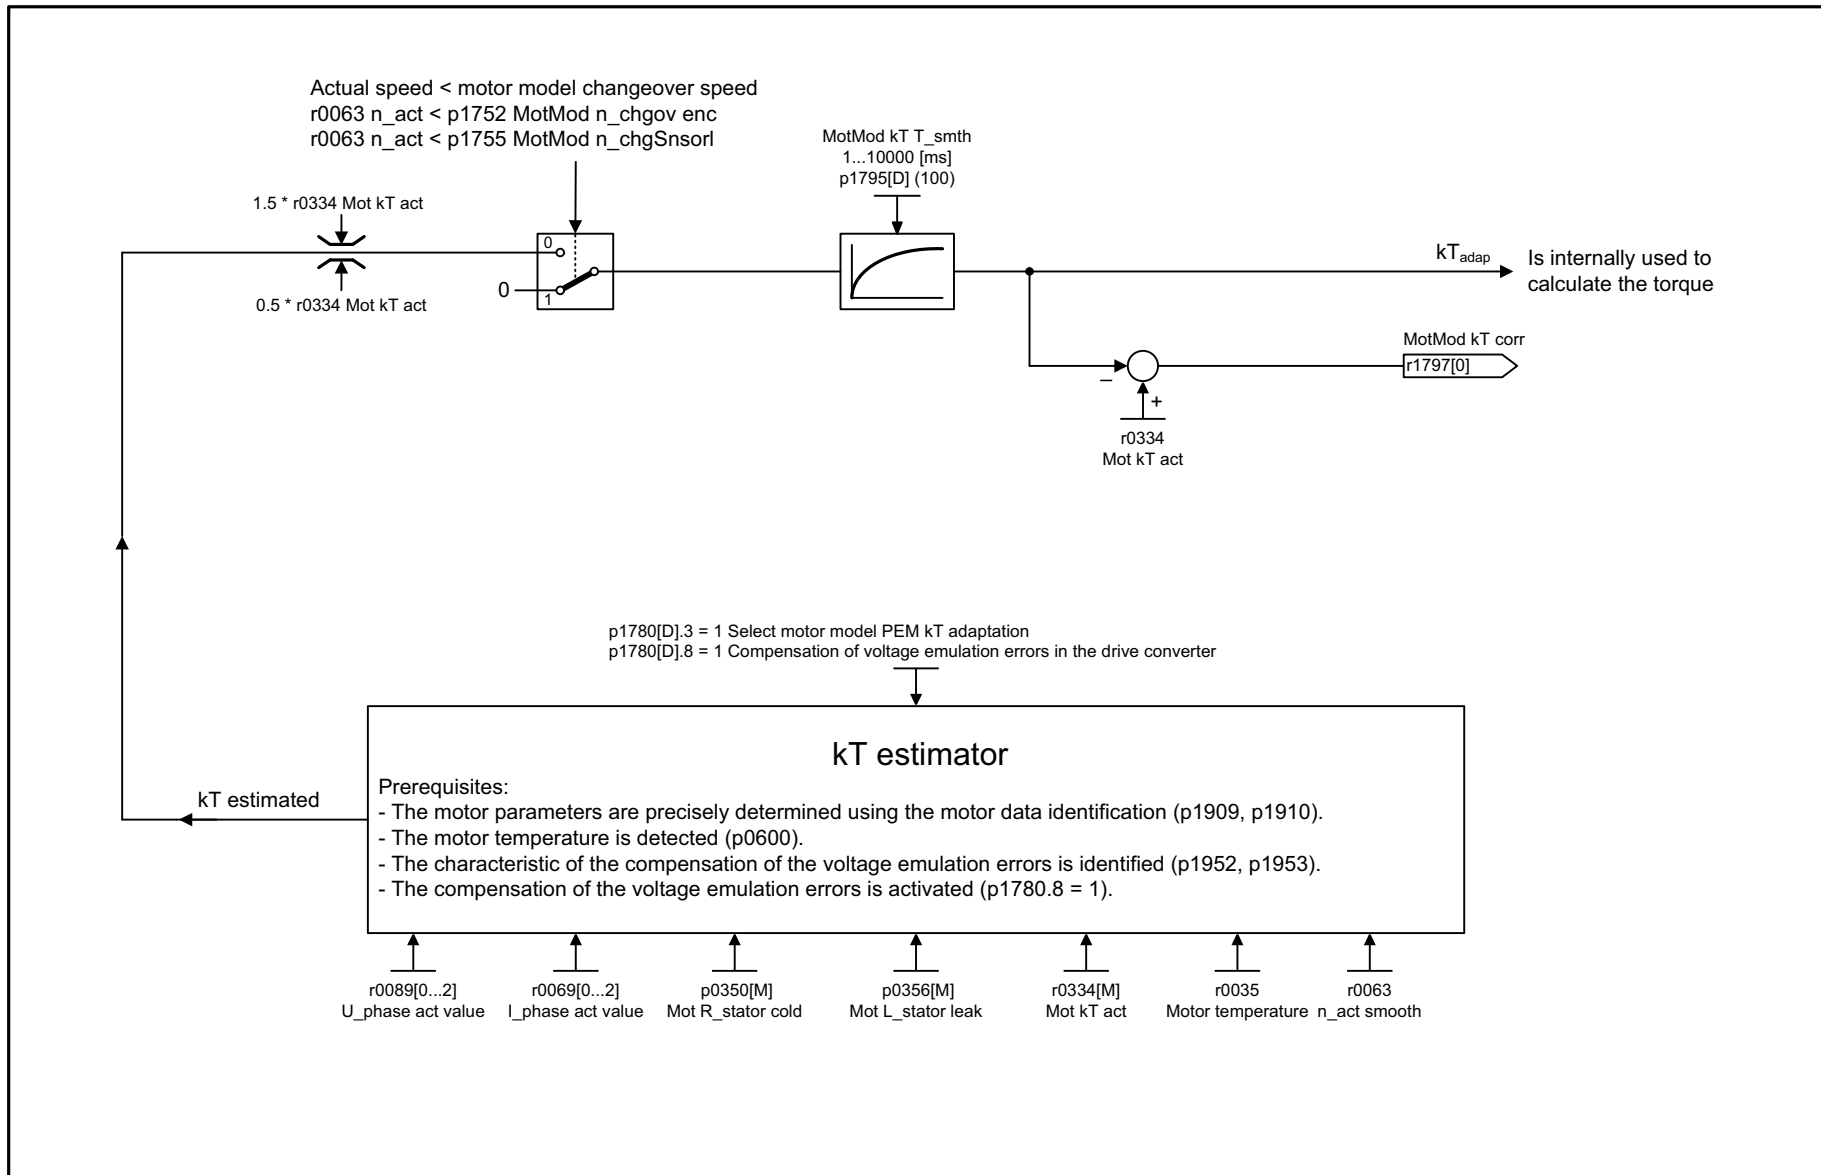 Actual speed < motor model changeover speed
r0063 n_act < p1752 MotMod n_chgov enc
r0063 n_act < p1755 MotMod n_chgSnsorl
MotMod kT T_smth
1...10000 [ms]
p1795[D] (100)
1.5 * r0334 Mot kT act
0
0
1
0.5 * r0334 Mot kT act
kTadap
Is internally used to
calculate the torque
MotMod kT corr
r1797[0]
–
+
r0334
Mot kT act
p1780[D].3 = 1 Select motor model PEM kT adaptation
p1780[D].8 = 1 Compensation of voltage emulation errors in the drive converter
kT estimator
kT estimated
Prerequisites:
- The motor parameters are precisely determined using the motor data identification (p1909, p1910).
- The motor temperature is detected (p0600).
- The characteristic of the compensation of the voltage emulation errors is identified (p1952, p1953).
- The compensation of the voltage emulation errors is activated (p1780.8 = 1).
r0089[0...2]
U_phase act value
r0069[0...2]
I_phase act value
p0350[M]
Mot R_stator cold
p0356[M]
Mot L_stator leak
r0334[M]
Mot kT act
r0035
Motor temperature
r0063
n_act smooth